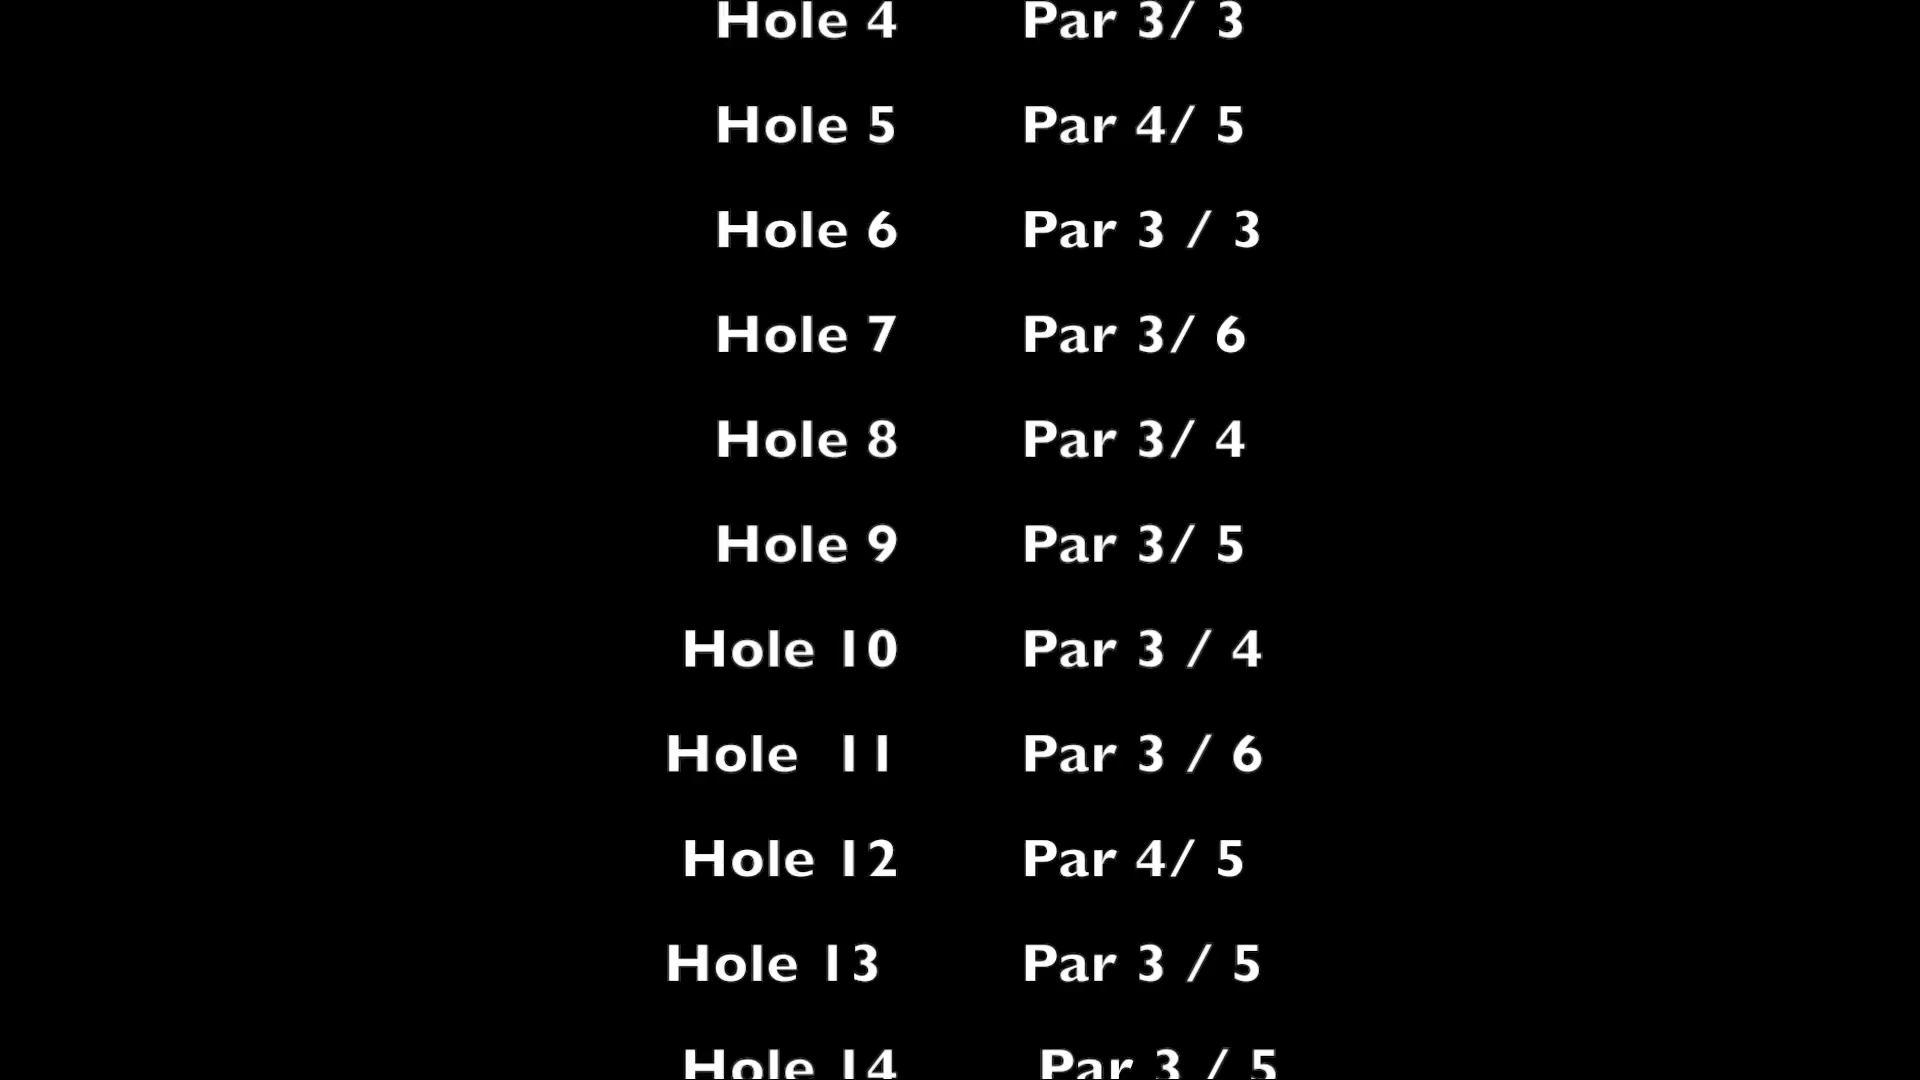 Hole 4 Par 3/ 3
Hole 5 Par 4/ 5
Hole 6 Par 3 / 3
Hole 7 Par 3/ 6
Hole 8 Par 3/ 4
Hole 9 Par 3/ 5
Hole 10 Par 3 / 4
Hole 11 Par 3 / 6
Hole 12 Par 4/ 5
Hole 13 Par 3 / 5
Hole 14 Par 3 / 5